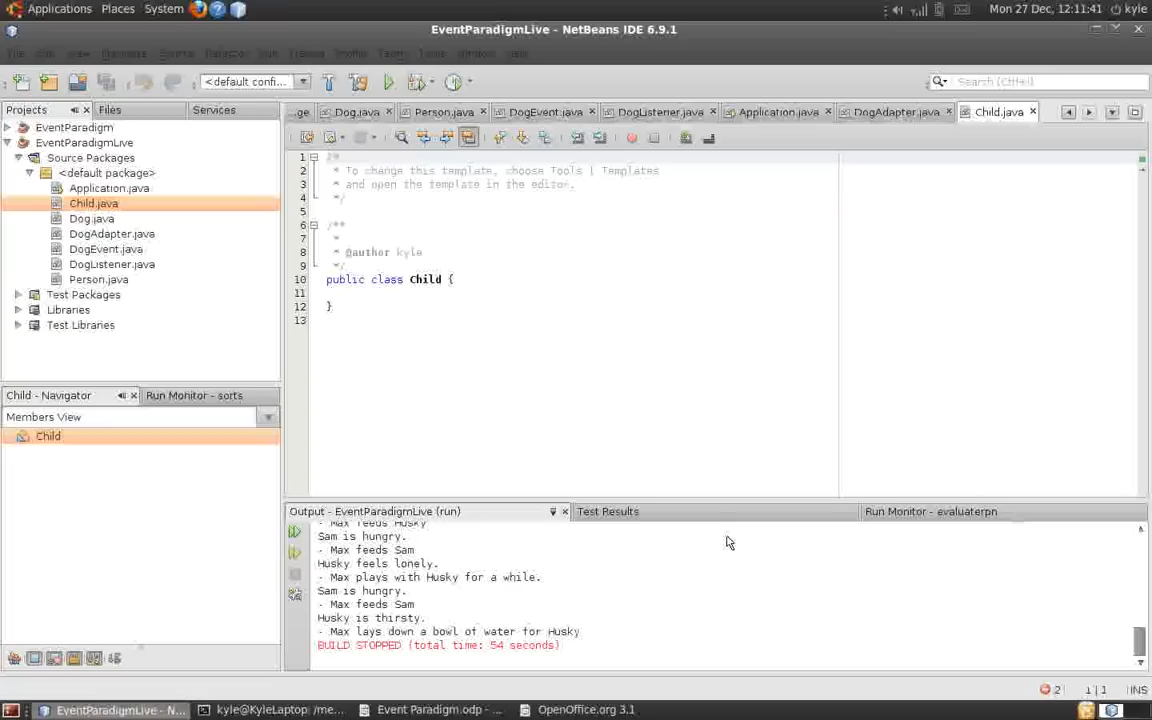 Applications Places System
Mon 27 Dec, 12:11:41 kyle
EventParadigmLive - NetBeans IDE 6.9.1
<default confi...
Search (Ctrl+I)
Projects
Files
Services
...ge
Dog.java
Person.java
DogEvent.java
DogListener.java
Application.java
DogAdapter.java
Child.java
EventParadigm
EventParadigmLive
Source Packages
<default package>
Application.java
Child.java
Dog.java
DogAdapter.java
DogEvent.java
DogListener.java
Person.java
Test Packages
Libraries
Test Libraries
1 /*
2 * To change this template, choose Tools | Templates
3 * and open the template in the editor.
4 */
5
6 /**
7 *
8 * @author kyle
9 */
10 public class Child {
11
12 }
13
Child - Navigator
Run Monitor - sorts
Members View
Child
Output - EventParadigmLive (run)
Test Results
Run Monitor - evaluaterpn
- Max feeds Husky
Sam is hungry.
- Max feeds Sam
Husky feels lonely.
- Max plays with Husky for a while.
Sam is hungry.
- Max feeds Sam
Husky is thirsty.
- Max lays down a bowl of water for Husky
BUILD STOPPED (total time: 54 seconds)
2
1|1
INS
EventParadigmLive - N...
kyle@KyleLaptop: /me...
Event Paradigm.odp - ...
OpenOffice.org 3.1